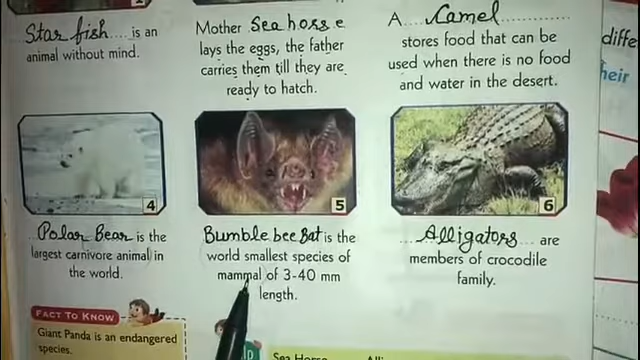 Star fish.... is an
animal without mind.
Mother Sea horse
lays the eggs, the father
carries them till they are
ready to hatch.
A Camel
stores food that can be
used when there is no food
and water in the desert.
4
5
6
Polar Bear is the
largest carnivore animal in
the world.
Bumble bee Bat is the
world smallest species of
mammal of 3-40 mm
length.
Alligators are
members of crocodile
family.
FACT TO KNOW
Giant Panda is an endangered
species.
Sea Horse